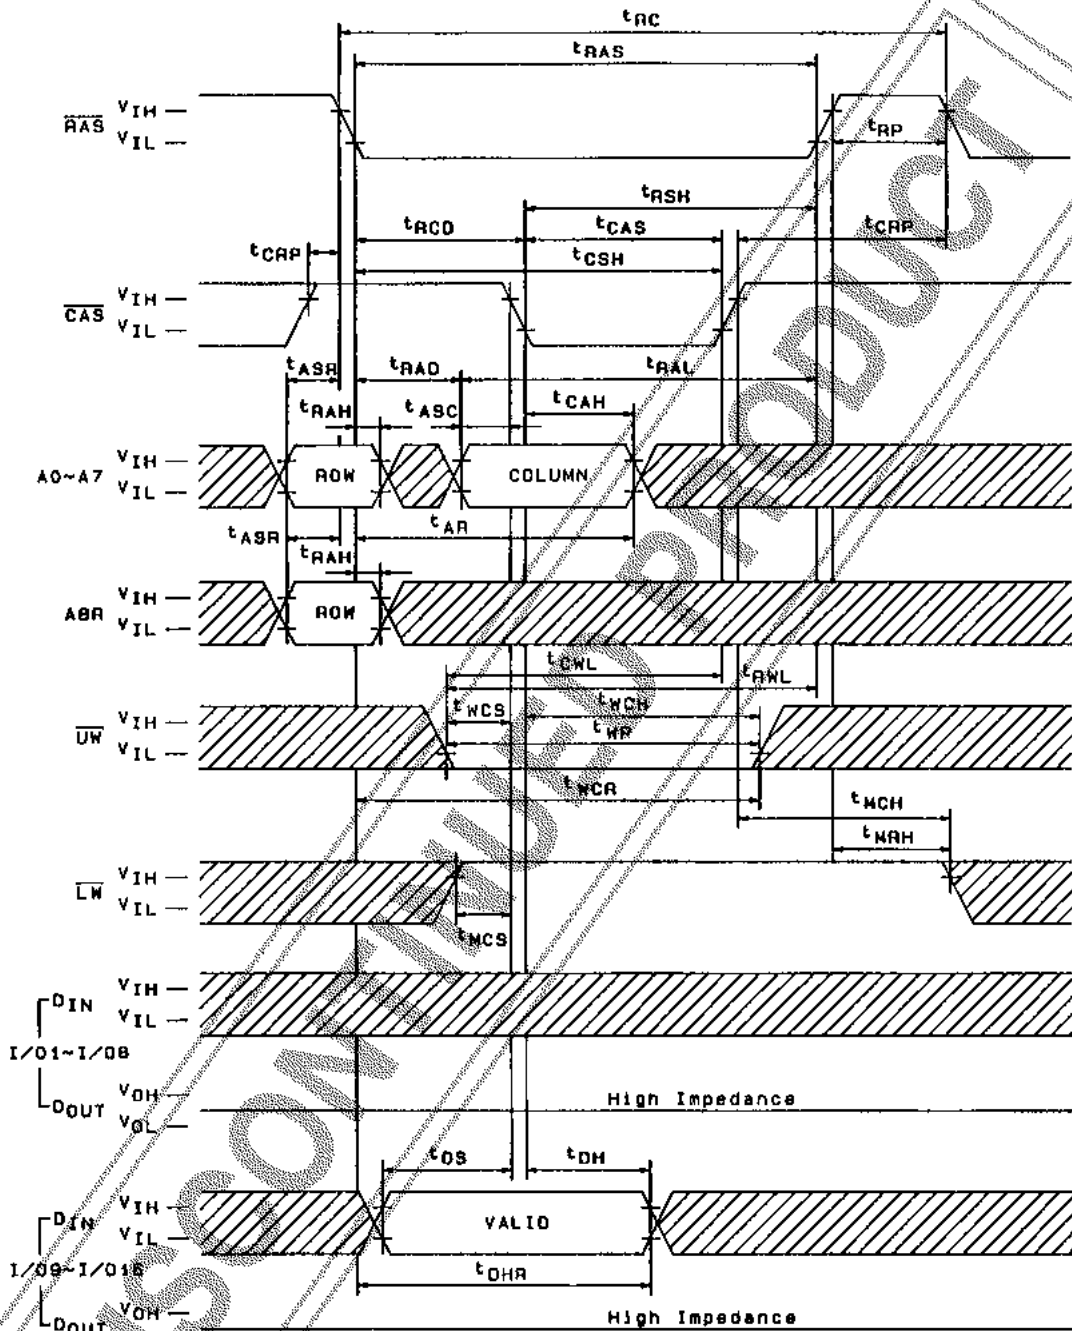 tRC
tRAS
RAS VIH VIL
tRP
tRSH
tRCD tCAS tCRP
tCRP tCSH
CAS VIH VIL
tASR tRAD tRAL
tRAH tASC tCAH
A0~A7 VIH VIL ROW COLUMN
tASR tRAH tAR
A8R VIH VIL ROW
tCWL
tRWL
tWCS tWCH
UW VIH VIL tWP
tWCR
tMCH
tMRH
LW VIH VIL
tMCS
DIN VIH VIL
I/O1~I/O8
DOUT VOH VOL High Impedance
tDS tDH
DIN VIH VIL VALID
I/O9~I/O16
tDHR
DOUT VOH High Impedance
DISCONTINUED PRODUCT